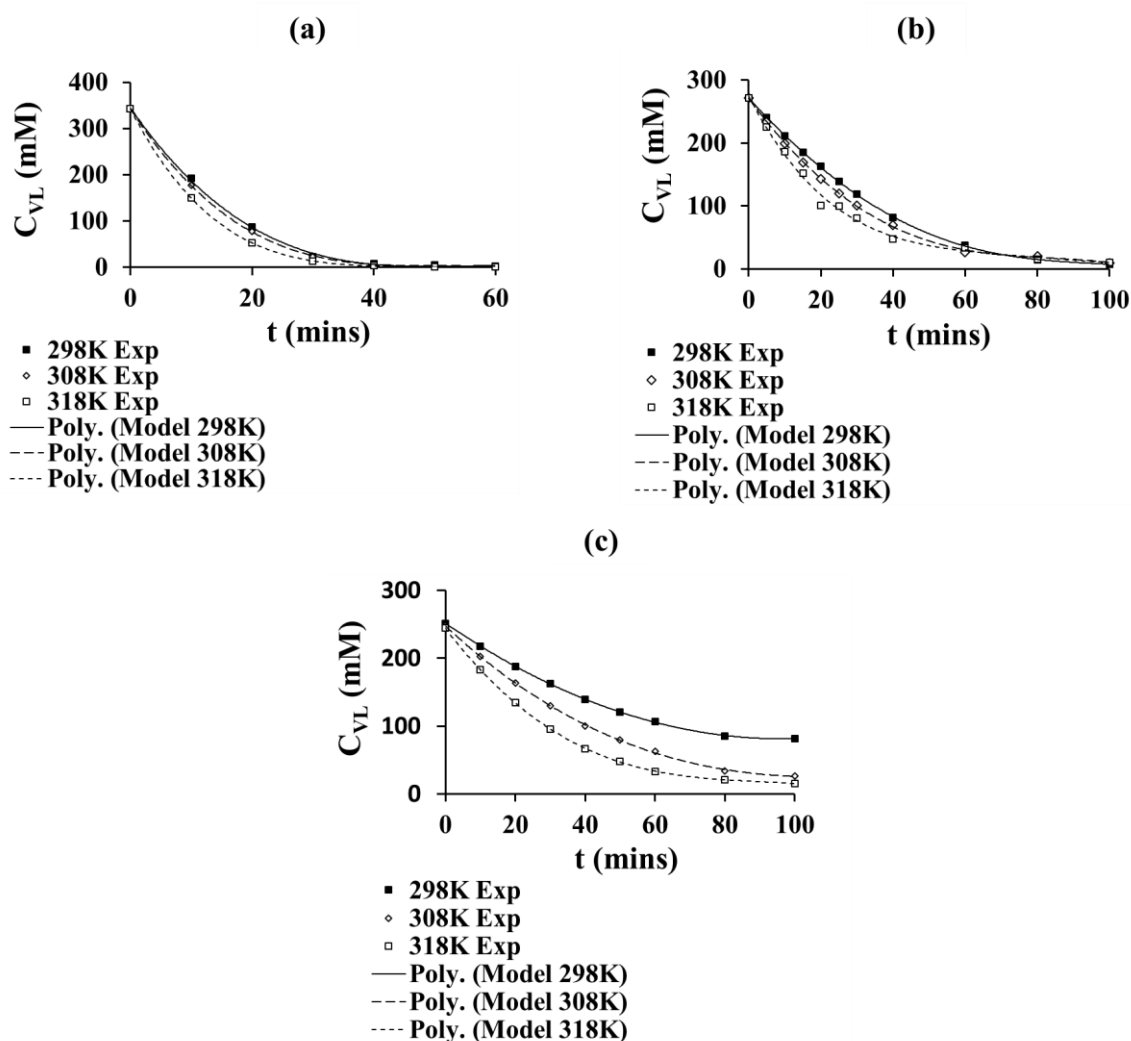 (a)
C_VL (mM)
400
300
200
100
0
0 20 40 60
t (mins)
298K Exp
308K Exp
318K Exp
Poly. (Model 298K)
Poly. (Model 308K)
Poly. (Model 318K)
(b)
C_VL (mM)
300
200
100
0
0 20 40 60 80 100
t (mins)
298K Exp
308K Exp
318K Exp
Poly. (Model 298K)
Poly. (Model 308K)
Poly. (Model 318K)
(c)
C_VL (mM)
300
200
100
0
0 20 40 60 80 100
t (mins)
298K Exp
308K Exp
318K Exp
Poly. (Model 298K)
Poly. (Model 308K)
Poly. (Model 318K)